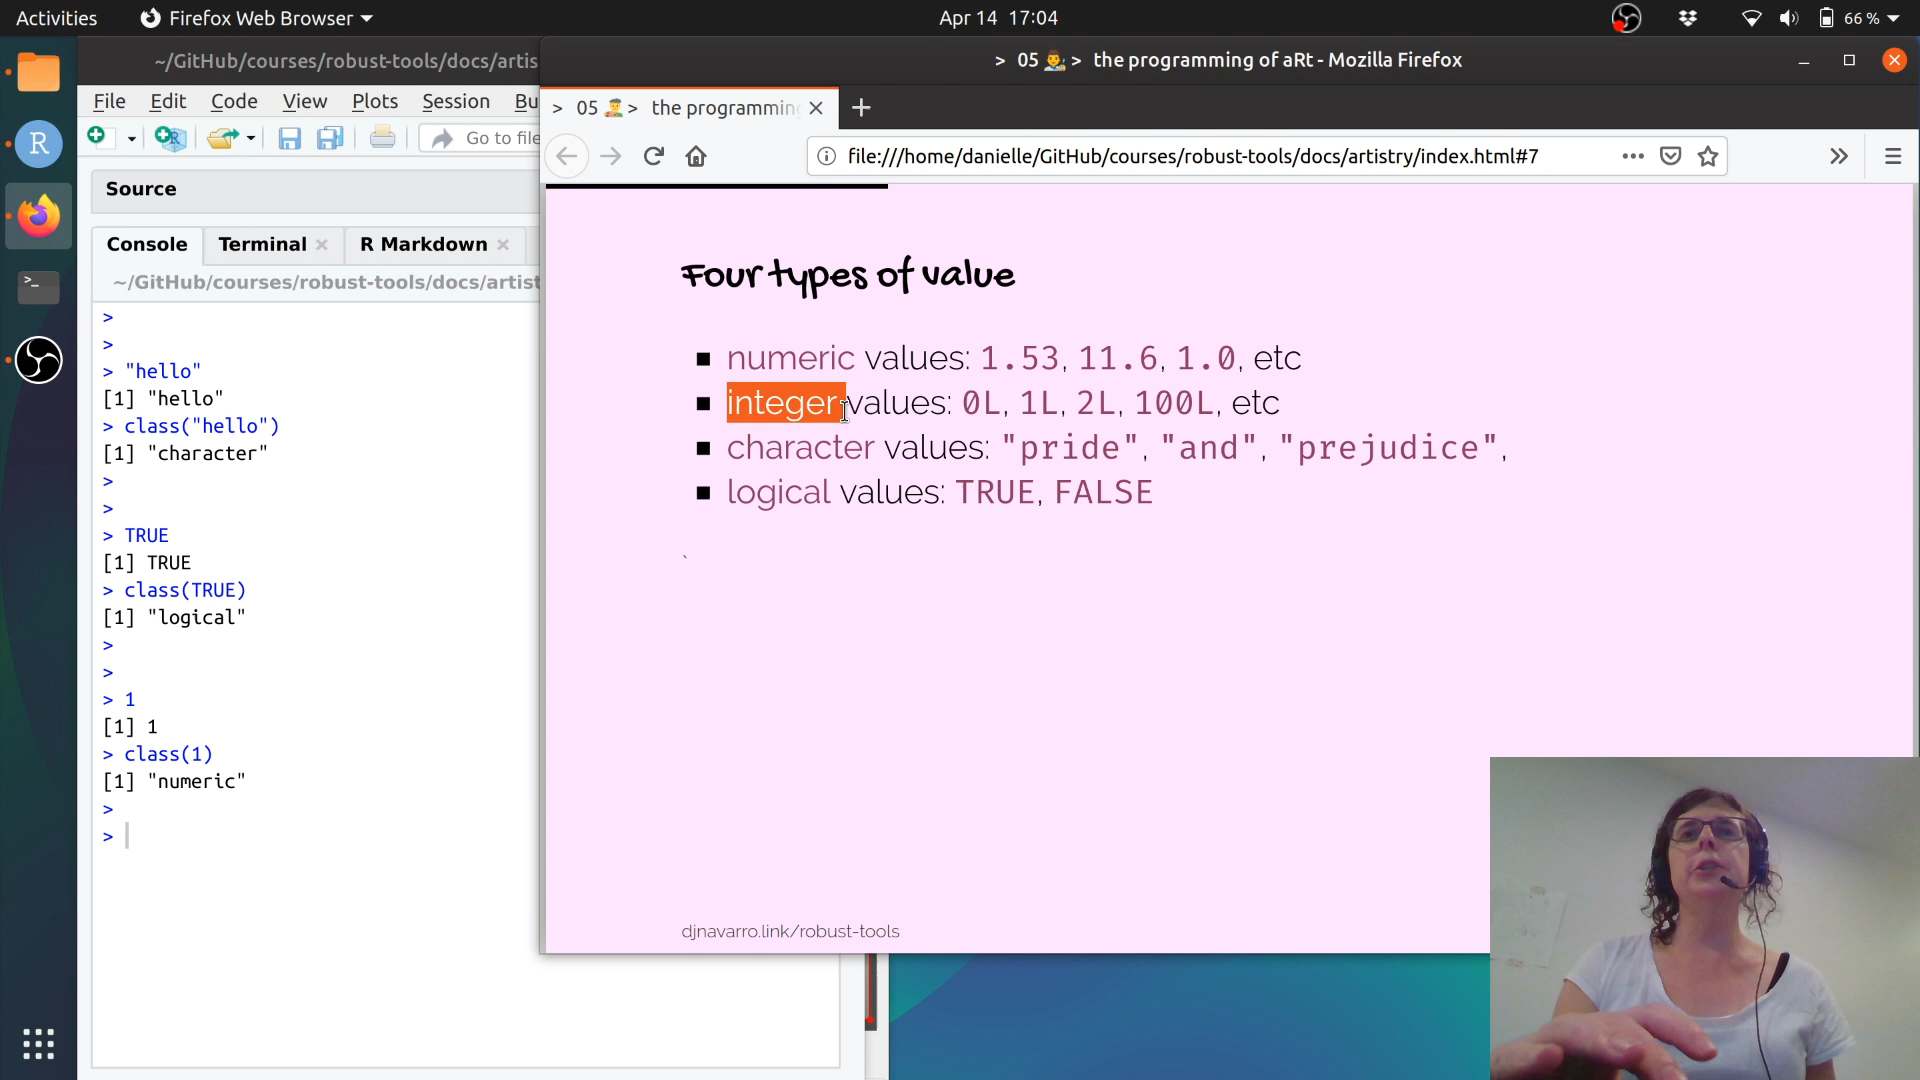 Activities
Firefox Web Browser
Apr 14 17:04
66 %
~/GitHub/courses/robust-tools/docs/artis
> 05 > the programming of aRt - Mozilla Firefox
File Edit Code View Plots Session Bu
> 05 > the programming
Go to file
file:///home/danielle/GitHub/courses/robust-tools/docs/artistry/index.html#7
Source
Console
Terminal
R Markdown
~/GitHub/courses/robust-tools/docs/artist
>
>
> "hello"
[1] "hello"
> class("hello")
[1] "character"
>
>
> TRUE
[1] TRUE
> class(TRUE)
[1] "logical"
>
>
> 1
[1] 1
> class(1)
[1] "numeric"
>
>
Four types of value
numeric values: 1.53, 11.6, 1.0, etc
integer values: 0L, 1L, 2L, 100L, etc
character values: "pride", "and", "prejudice",
logical values: TRUE, FALSE
`
djnavarro.link/robust-tools